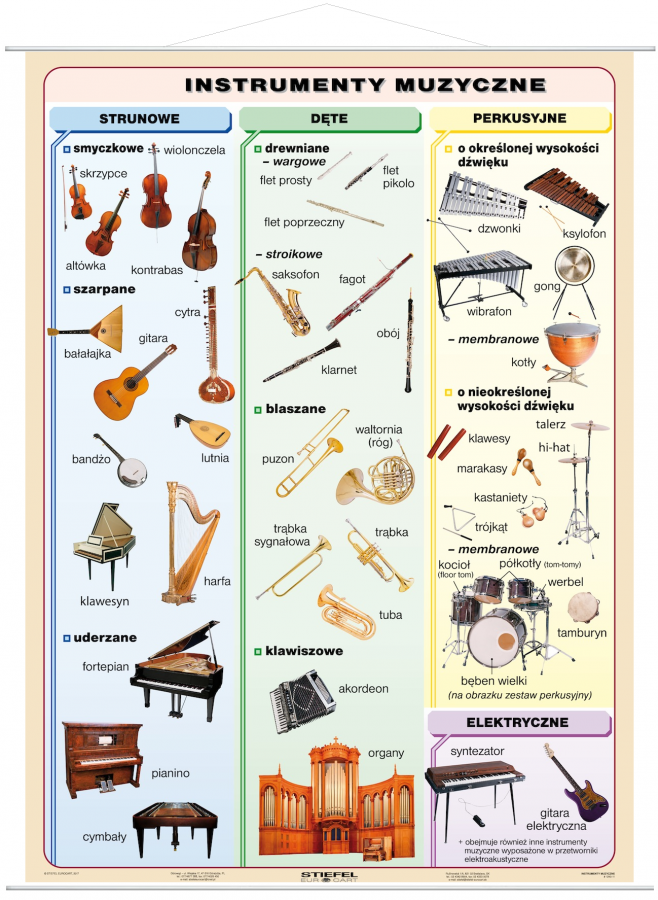 INSTRUMENTY MUZYCZNE
STRUNOWE
smyczkowe
wiolonczela
skrzypce
altówka
kontrabas
szarpane
cytra
bałałajka
gitara
bandżo
lutnia
klawesyn
harfa
uderzane
fortepian
pianino
cymbały
DĘTE
drewniane
– wargowe
flet prosty
flet
pikolo
flet poprzeczny
– stroikowe
saksofon
fagot
obój
klarnet
blaszane
puzon
waltornia
(róg)
trąbka
sygnałowa
trąbka
tuba
klawiszowe
akordeon
organy
PERKUSYJNE
o określonej wysokości
dźwięku
dzwonki
ksylofon
wibrafon
gong
– membranowe
kotły
o nieokreślonej
wysokości dźwięku
talerz
klawesy
hi-hat
marakasy
kastaniety
trójkąt
– membranowe
kocioł
(floor tom)
półkotły (tom-tomy)
werbel
tamburyn
bęben wielki
(na obrazku zestaw perkusyjny)
ELEKTRYCZNE
syntezator
gitara
elektryczna
+ obejmuje również inne instrumenty
muzyczne wyposażone w przetworniki
elektroakustyczne
STIEFEL
EUROCART
INSTRUMENTY MUZYCZNE